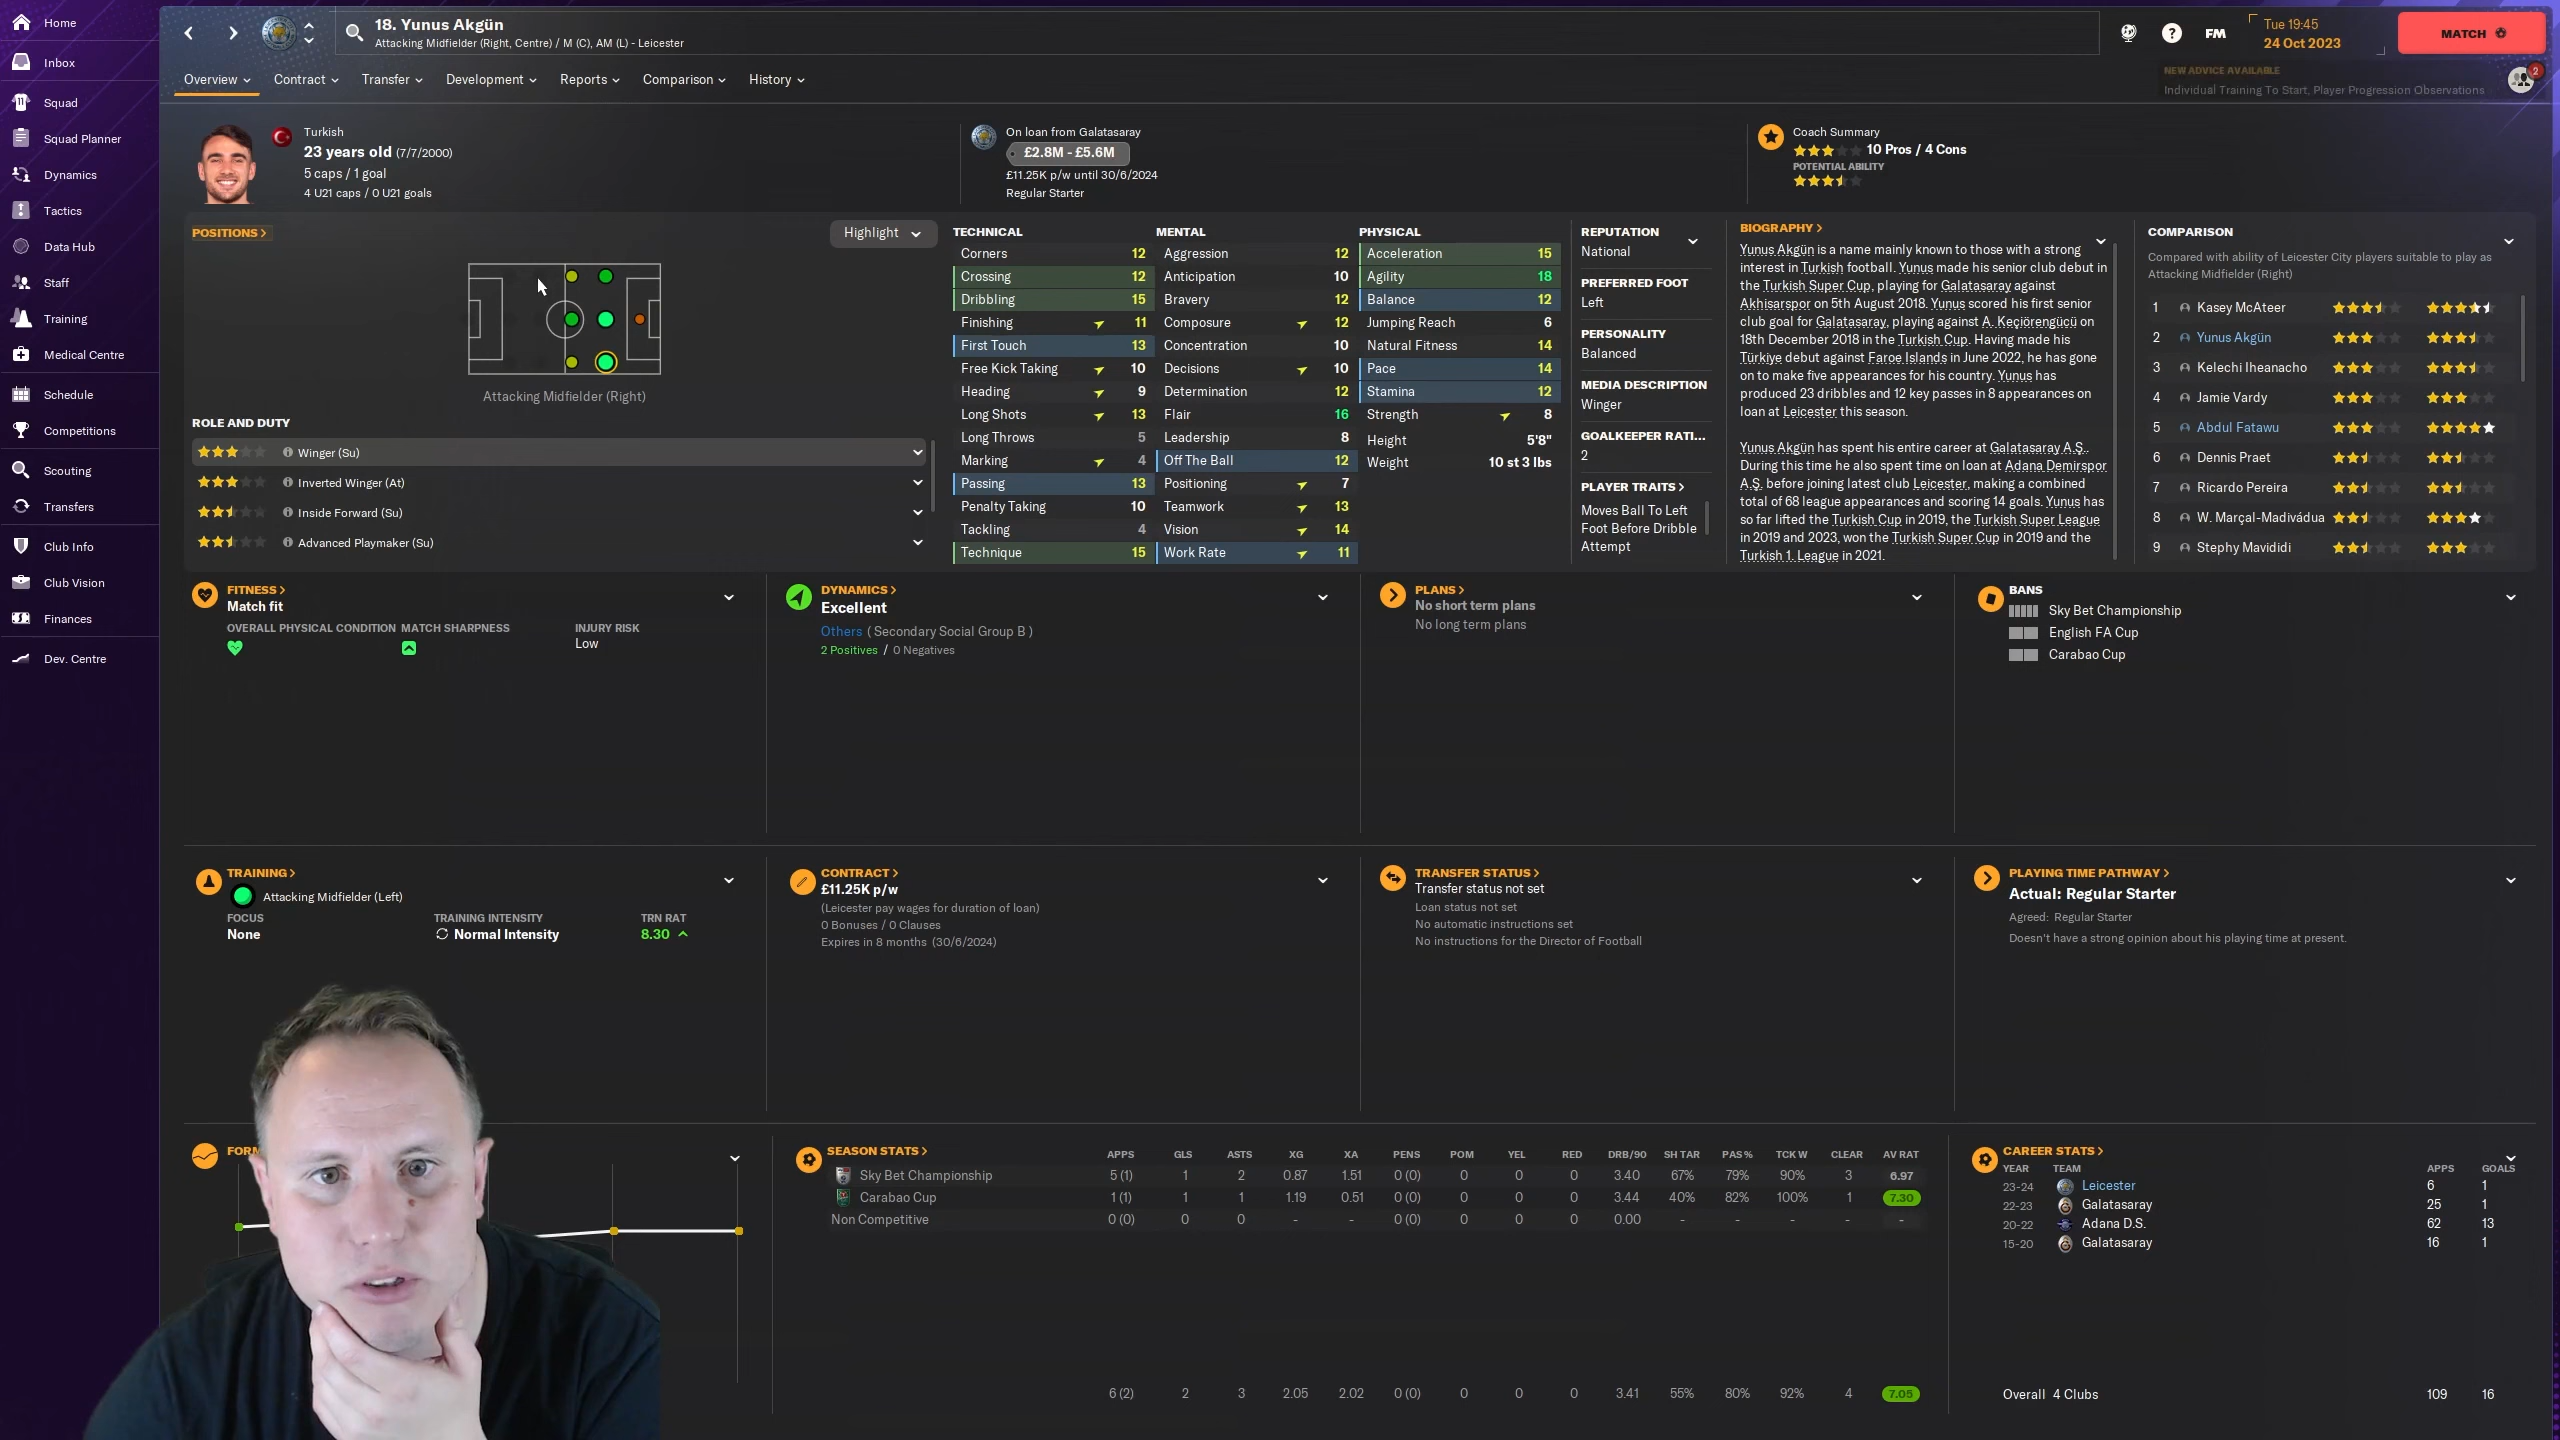 Home
Inbox
Squad
Squad Planner
Dynamics
Tactics
Data Hub
Staff
Training
Medical Centre
Schedule
Competitions
Scouting
Transfers
Club Info
Club Vision
Finances
Dev. Centre
18. Yunus Akgün
Attacking Midfielder (Right, Centre) / M (C), AM (L) - Leicester
FM
Tue 19:45
24 Oct 2023
MATCH
Overview
Contract
Transfer
Development
Reports
Comparison
History
NEW ADVICE AVAILABLE
Individual Training To Start, Player Progression Observations
2
Turkish
23 years old (7/7/2000)
5 caps / 1 goal
4 U21 caps / 0 U21 goals
On loan from Galatasaray
£2.8M - £5.6M
£11.25K p/w until 30/6/2024
Regular Starter
Coach Summary
10 Pros / 4 Cons
POTENTIAL ABILITY
POSITIONS >
Highlight
Attacking Midfielder (Right)
ROLE AND DUTY
Winger (Su)
Inverted Winger (At)
Inside Forward (Su)
Advanced Playmaker (Su)
TECHNICAL
Corners 12
Crossing 12
Dribbling 15
Finishing 11
First Touch 13
Free Kick Taking 10
Heading 9
Long Shots 13
Long Throws 5
Marking 4
Passing 13
Penalty Taking 10
Tackling 4
Technique 15
MENTAL
Aggression 12
Anticipation 10
Bravery 12
Composure 12
Concentration 10
Decisions 10
Determination 12
Flair 16
Leadership 8
Off The Ball 12
Positioning 7
Teamwork 13
Vision 14
Work Rate 11
PHYSICAL
Acceleration 15
Agility 18
Balance 12
Jumping Reach 6
Natural Fitness 14
Pace 14
Stamina 12
Strength 8
Height 5'8"
Weight 10 st 3 lbs
REPUTATION
National
PREFERRED FOOT
Left
PERSONALITY
Balanced
MEDIA DESCRIPTION
Winger
GOALKEEPER RATI...
2
PLAYER TRAITS >
Moves Ball To Left
Foot Before Dribble
Attempt
BIOGRAPHY >
Yunus Akgün is a name mainly known to those with a strong
interest in Turkish football. Yunus made his senior club debut in
the Turkish Super Cup, playing for Galatasaray against
Akhisarspor on 5th August 2018. Yunus scored his first senior
club goal for Galatasaray, playing against A. Keçiörengücü on
18th December 2018 in the Turkish Cup. Having made his
Türkiye debut against Faroe Islands in June 2022, he has gone
on to make five appearances for his country. Yunus has
produced 23 dribbles and 12 key passes in 8 appearances on
loan at Leicester this season.
Yunus Akgün has spent his entire career at Galatasaray A.Ş..
During this time he also spent time on loan at Adana Demirspor
A.Ş. before joining latest club Leicester, making a combined
total of 68 league appearances and scoring 14 goals. Yunus has
so far lifted the Turkish Cup in 2019, the Turkish Super League
in 2019 and 2023, won the Turkish Super Cup in 2019 and the
Turkish 1. League in 2021.
COMPARISON
Compared with ability of Leicester City players suitable to play as
Attacking Midfielder (Right)
1 Kasey McAteer
2 Yunus Akgün
3 Kelechi Iheanacho
4 Jamie Vardy
5 Abdul Fatawu
6 Dennis Praet
7 Ricardo Pereira
8 W. Marçal-Madivádua
9 Stephy Mavididi
FITNESS >
Match fit
OVERALL PHYSICAL CONDITION MATCH SHARPNESS INJURY RISK
Low
DYNAMICS >
Excellent
Others ( Secondary Social Group B )
2 Positives / 0 Negatives
PLANS >
No short term plans
No long term plans
BANS
Sky Bet Championship
English FA Cup
Carabao Cup
TRAINING >
Attacking Midfielder (Left)
FOCUS TRAINING INTENSITY TRN RAT
None Normal Intensity 8.30
CONTRACT >
£11.25K p/w
(Leicester pay wages for duration of loan)
0 Bonuses / 0 Clauses
Expires in 8 months (30/6/2024)
TRANSFER STATUS >
Transfer status not set
Loan status not set
No automatic instructions set
No instructions for the Director of Football
PLAYING TIME PATHWAY >
Actual: Regular Starter
Agreed: Regular Starter
Doesn't have a strong opinion about his playing time at present.
FORM
SEASON STATS > APPS GLS ASTS XG XA PENS POM YEL RED DRB/90 SH TAR PAS % TCK W CLEAR AV RAT
Sky Bet Championship 5 (1) 1 2 0.87 1.51 0 (0) 0 0 0 3.40 67% 79% 90% 3 6.97
Carabao Cup 1 (1) 1 1 1.19 0.51 0 (0) 0 0 0 3.44 40% 82% 100% 1 7.30
Non Competitive 0 (0) 0 0 - - 0 (0) 0 0 0 0.00 - - - - -
6 (2) 2 3 2.05 2.02 0 (0) 0 0 0 3.41 55% 80% 92% 4 7.05
CAREER STATS >
YEAR TEAM APPS GOALS
23-24 Leicester 6 1
22-23 Galatasaray 25 1
20-22 Adana D.S. 62 13
15-20 Galatasaray 16 1
Overall 4 Clubs 109 16